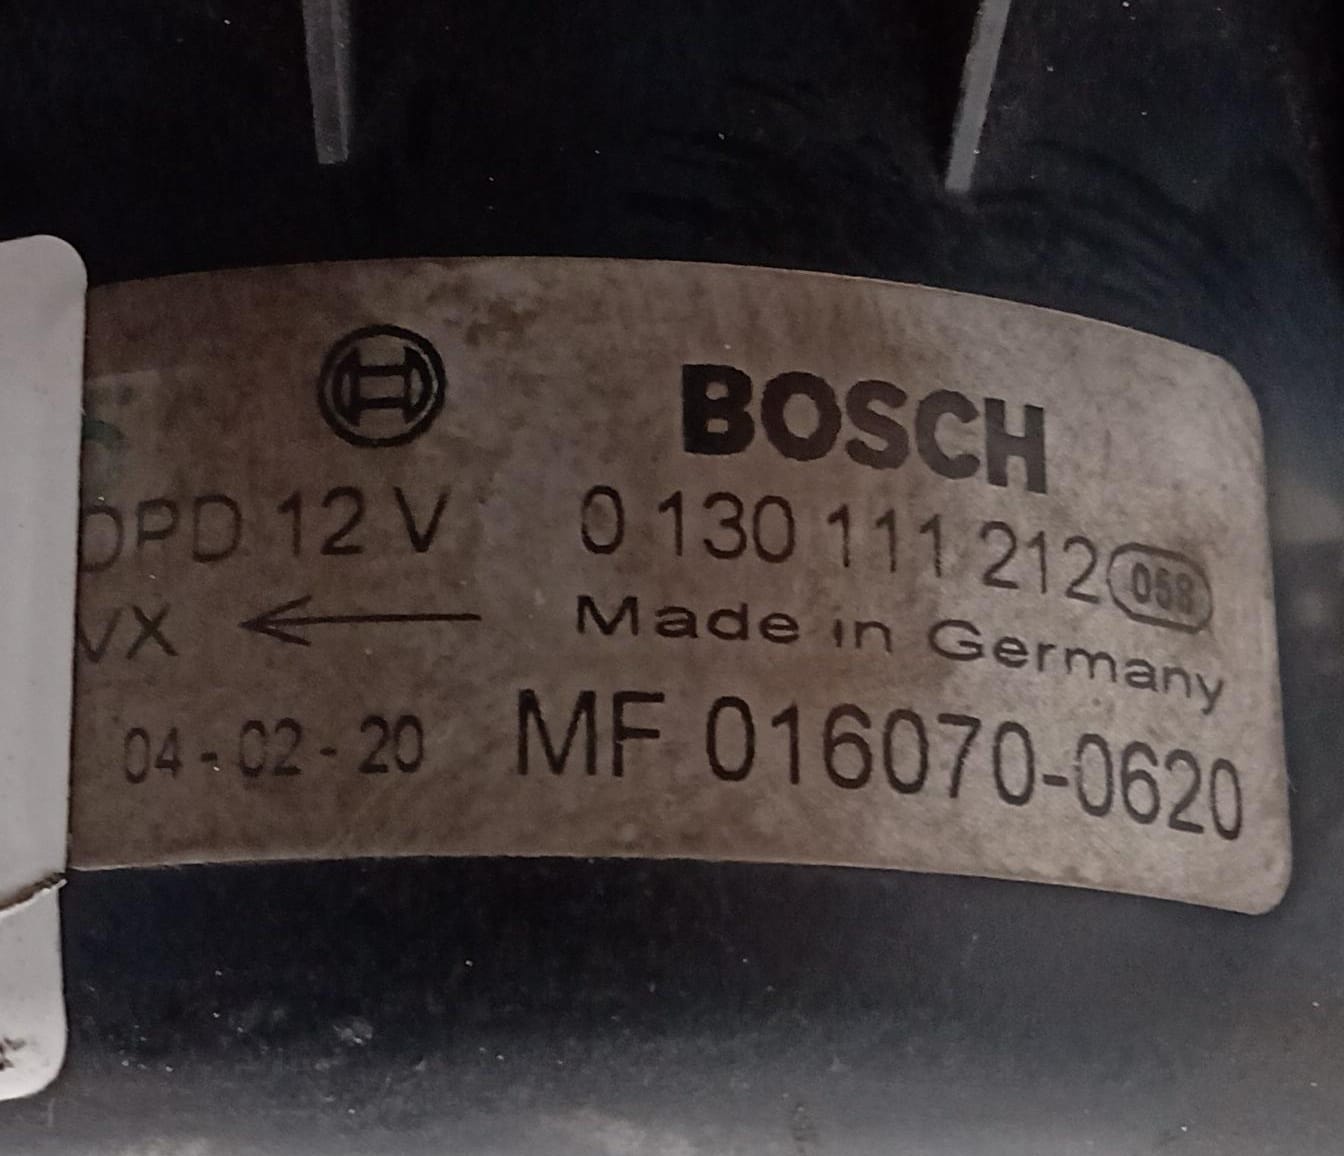 BOSCH
DPD 12 V 0 130 111 212 058
VX Made in Germany
04-02-20 MF 016070-0620